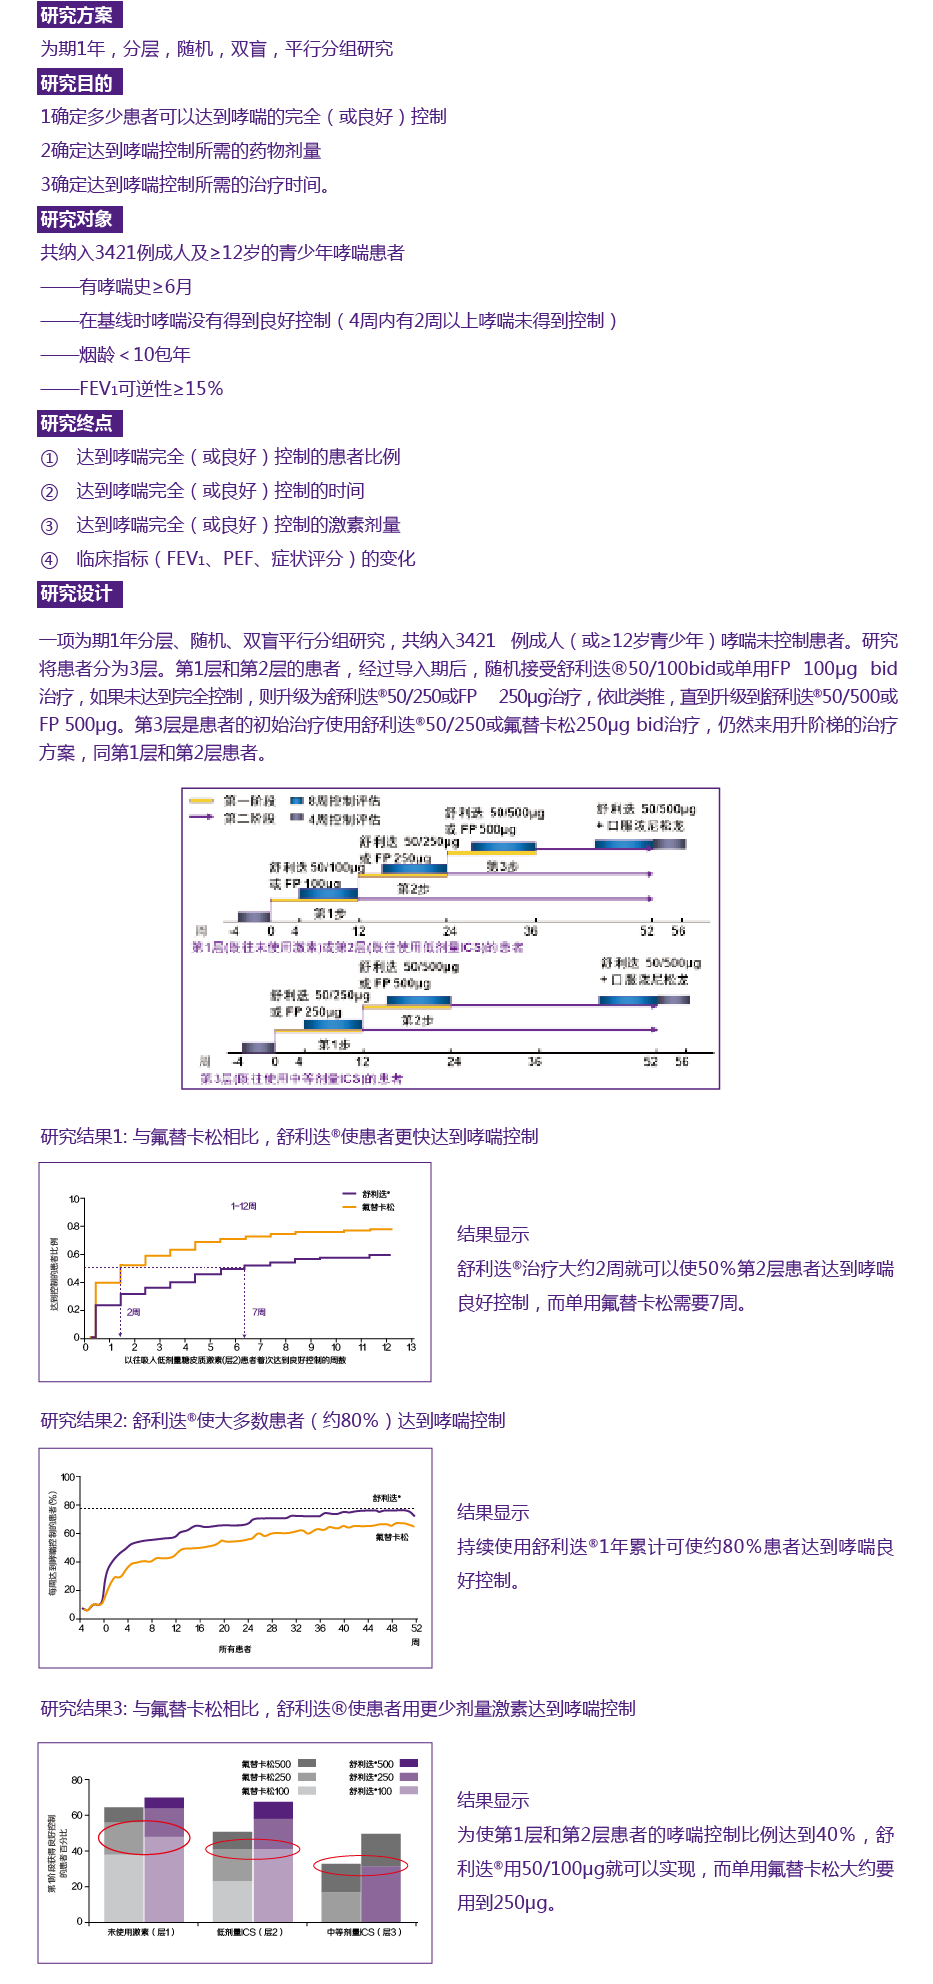 研究方案
为期1年，分层，随机，双盲，平行分组研究
研究目的
1确定多少患者可以达到哮喘的完全（或良好）控制
2确定达到哮喘控制所需的药物剂量
3确定达到哮喘控制所需的治疗时间。
研究对象
共纳入3421例成人及≥12岁的青少年哮喘患者
——有哮喘史≥6月
——在基线时哮喘没有得到良好控制（4周内有2周以上哮喘未得到控制）
——烟龄＜10包年
——FEV₁可逆性≥15%
研究终点
① 达到哮喘完全（或良好）控制的患者比例
② 达到哮喘完全（或良好）控制的时间
③ 达到哮喘完全（或良好）控制的激素剂量
④ 临床指标（FEV₁、PEF、症状评分）的变化
研究设计
一项为期1年分层、随机、双盲平行分组研究，共纳入3421 例成人（或≥12岁青少年）哮喘未控制患者。研究
将患者分为3层。第1层和第2层的患者，经过导入期后，随机接受舒利迭®50/100bid或单用FP 100μg bid
治疗，如果未达到完全控制，则升级为舒利迭®50/250或FP 250μg治疗，依此类推，直到升级到舒利迭®50/500或
FP 500μg。第3层是患者的初始治疗使用舒利迭®50/250或氟替卡松250μg bid治疗，仍然来用升阶梯的治疗
方案，同第1层和第2层患者。
第一阶段 8周控制评估
第二阶段 4周控制评估
舒利迭 50/500μg
或 FP 500μg
舒利迭 50/500μg
+ 口服泼尼松龙
舒利迭 50/250μg
或 FP 250μg
第3步
舒利迭 50/100μg
或 FP 100μg
第2步
第1步
周 -4 0 4 12 24 36 52 56
第1层(既往未使用激素)或第2层(既往使用低剂量ICS)的患者
舒利迭 50/500μg
或 FP 500μg
舒利迭 50/500μg
+ 口服泼尼松龙
舒利迭 50/250μg
或 FP 250μg
第2步
第1步
周 -4 0 4 12 24 36 52 56
第3层(既往使用中等剂量ICS)的患者
研究结果1: 与氟替卡松相比，舒利迭®使患者更快达到哮喘控制
舒利迭®
氟替卡松
1-12周
达到控制的患者比例
1.0
0.8
0.6
0.4
0.2
0
2周
7周
0 1 2 3 4 5 6 7 8 9 10 11 12 13
以往吸入低剂量糖皮质激素(层2)患者首次达到良好控制的周数
结果显示
舒利迭®治疗大约2周就可以使50%第2层患者达到哮喘
良好控制，而单用氟替卡松需要7周。
研究结果2: 舒利迭®使大多数患者（约80%）达到哮喘控制
每周达到哮喘控制的患者(%)
100
80
60
40
20
0
舒利迭®
氟替卡松
4 0 4 8 12 16 20 24 28 32 36 40 44 48 52
周
所有患者
结果显示
持续使用舒利迭®1年累计可使约80%患者达到哮喘良
好控制。
研究结果3: 与氟替卡松相比，舒利迭®使患者用更少剂量激素达到哮喘控制
氟替卡松500 舒利迭®500
氟替卡松250 舒利迭®250
氟替卡松100 舒利迭®100
第1阶段获得良好控制
的患者百分比
80
60
40
20
0
未使用激素（层1） 低剂量ICS（层2） 中等剂量ICS（层3）
结果显示
为使第1层和第2层患者的哮喘控制比例达到40%，舒
利迭®用50/100μg就可以实现，而单用氟替卡松大约要
用到250μg。